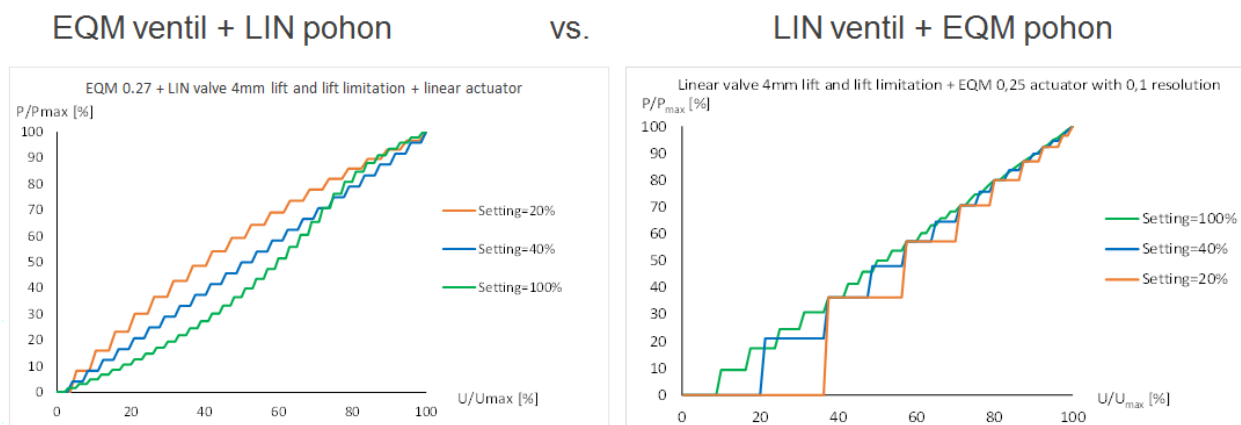 EQM ventil + LIN pohon vs. LIN ventil + EQM pohon
EQM 0.27 + LIN valve 4mm lift and lift limitation + linear actuator
P/Pmax [%]
100
90
80
70
60
50
40
30
20
10
0
0 20 40 60 80 100
U/Umax [%]
Setting=20%
Setting=40%
Setting=100%
Linear valve 4mm lift and lift limitation + EQM 0,25 actuator with 0,1 resolution
P/Pmax [%]
100
90
80
70
60
50
40
30
20
10
0
0 20 40 60 80 100
U/Umax [%]
Setting=100%
Setting=40%
Setting=20%